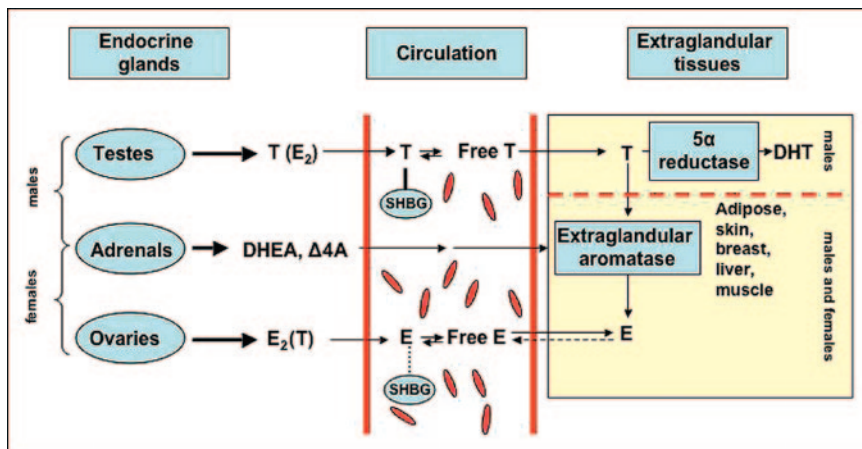 Endocrine
glands
Circulation
Extraglandular
tissues
males
females
Testes
T (E₂)
T
Free T
SHBG
T
5α
reductase
DHT
males
Adrenals
DHEA, Δ4A
Extraglandular
aromatase
Adipose,
skin,
breast,
liver,
muscle
males and females
Ovaries
E₂(T)
E
Free E
E
SHBG